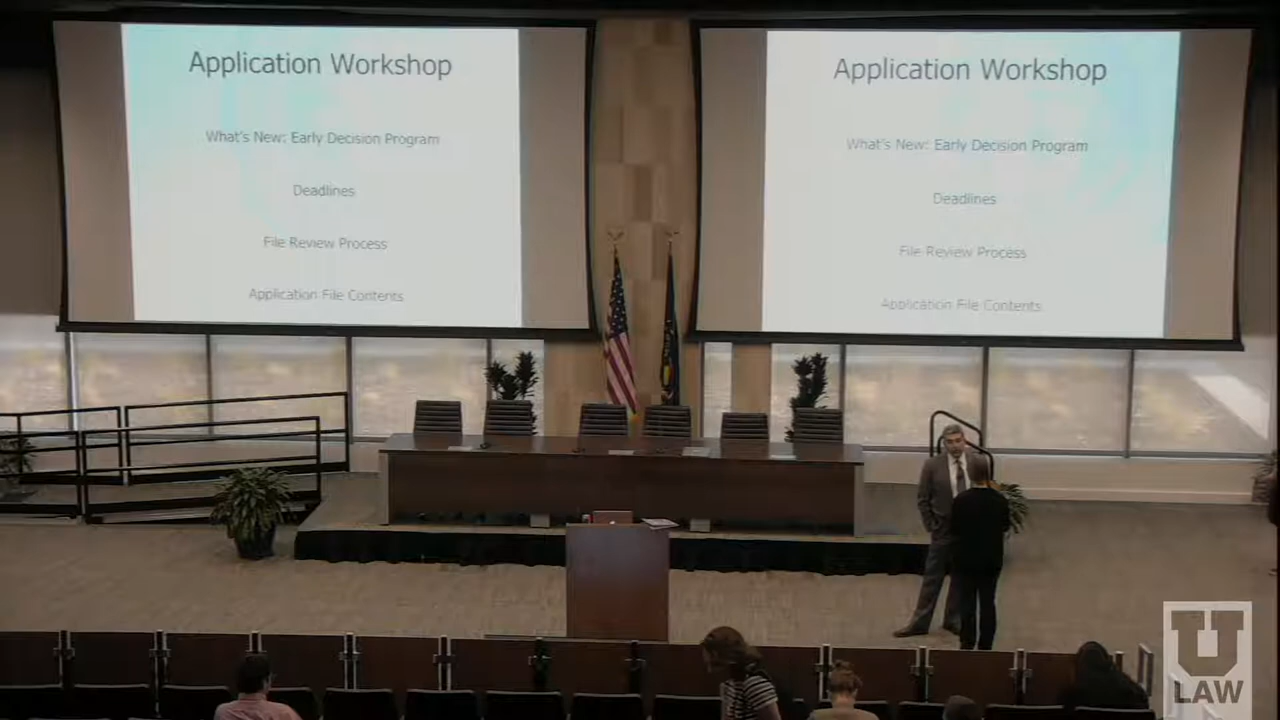 Application Workshop
What's New: Early Decision Program
Deadlines
File Review Process
Application File Contents
Application Workshop
What's New: Early Decision Program
Deadlines
File Review Process
Application File Contents
U
LAW